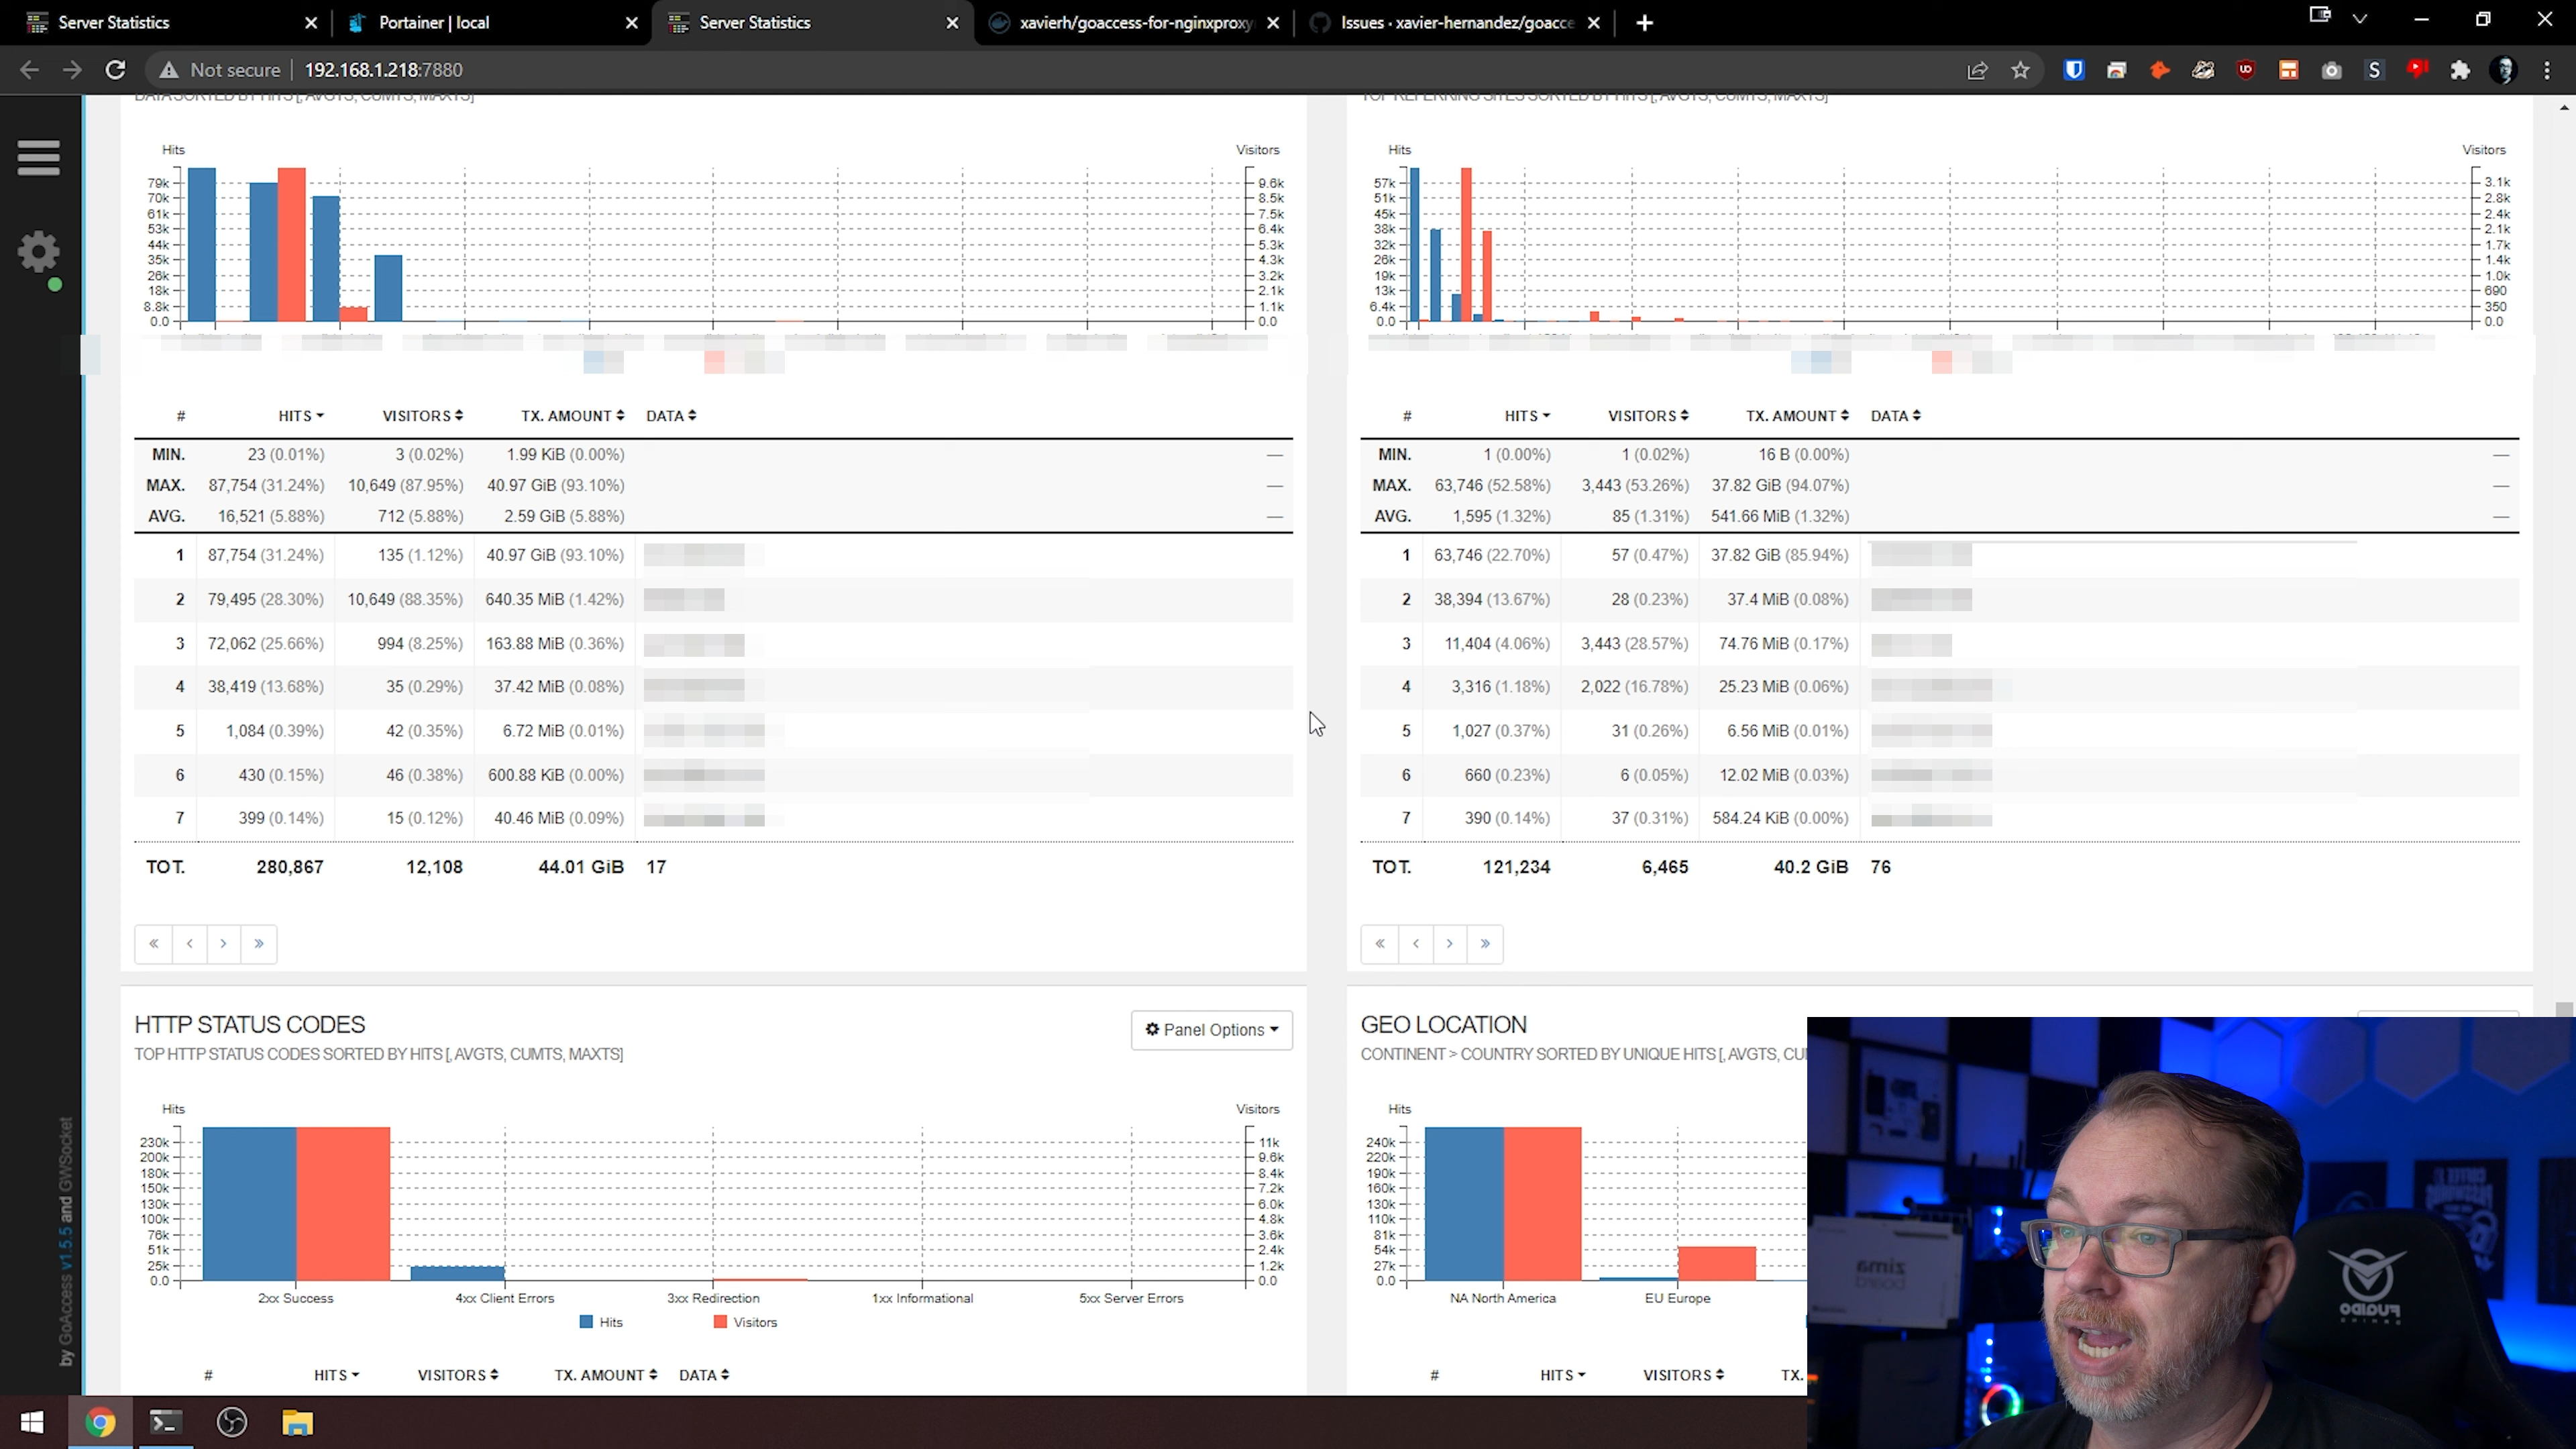 Server Statistics
Portainer | local
Server Statistics
xavierh/goaccess-for-nginxproxy
Issues · xavier-hernandez/goacce
Not secure
192.168.1.218:7880
DATA SORTED BY HITS [, AVGTS, CUMTS, MAXTS]
Hits
Visitors
79k
70k
61k
53k
44k
35k
26k
18k
8.8k
0.0
9.6k
8.5k
7.5k
6.4k
5.3k
4.3k
3.2k
2.1k
1.1k
0.0
# HITS VISITORS TX. AMOUNT DATA
MIN. 23 (0.01%) 3 (0.02%) 1.99 KiB (0.00%) —
MAX. 87,754 (31.24%) 10,649 (87.95%) 40.97 GiB (93.10%) —
AVG. 16,521 (5.88%) 712 (5.88%) 2.59 GiB (5.88%) —
1 87,754 (31.24%) 135 (1.12%) 40.97 GiB (93.10%)
2 79,495 (28.30%) 10,649 (88.35%) 640.35 MiB (1.42%)
3 72,062 (25.66%) 994 (8.25%) 163.88 MiB (0.36%)
4 38,419 (13.68%) 35 (0.29%) 37.42 MiB (0.08%)
5 1,084 (0.39%) 42 (0.35%) 6.72 MiB (0.01%)
6 430 (0.15%) 46 (0.38%) 600.88 KiB (0.00%)
7 399 (0.14%) 15 (0.12%) 40.46 MiB (0.09%)
TOT. 280,867 12,108 44.01 GiB 17
« ‹ › »
TOP REFERRING SITES SORTED BY HITS [, AVGTS, CUMTS, MAXTS]
Hits
Visitors
57k
51k
45k
38k
32k
26k
19k
13k
6.4k
0.0
3.1k
2.8k
2.4k
2.1k
1.7k
1.4k
1.0k
690
350
0.0
# HITS VISITORS TX. AMOUNT DATA
MIN. 1 (0.00%) 1 (0.02%) 16 B (0.00%) —
MAX. 63,746 (52.58%) 3,443 (53.26%) 37.82 GiB (94.07%) —
AVG. 1,595 (1.32%) 85 (1.31%) 541.66 MiB (1.32%) —
1 63,746 (22.70%) 57 (0.47%) 37.82 GiB (85.94%)
2 38,394 (13.67%) 28 (0.23%) 37.4 MiB (0.08%)
3 11,404 (4.06%) 3,443 (28.57%) 74.76 MiB (0.17%)
4 3,316 (1.18%) 2,022 (16.78%) 25.23 MiB (0.06%)
5 1,027 (0.37%) 31 (0.26%) 6.56 MiB (0.01%)
6 660 (0.23%) 6 (0.05%) 12.02 MiB (0.03%)
7 390 (0.14%) 37 (0.31%) 584.24 KiB (0.00%)
TOT. 121,234 6,465 40.2 GiB 76
« ‹ › »
HTTP STATUS CODES
Panel Options
TOP HTTP STATUS CODES SORTED BY HITS [, AVGTS, CUMTS, MAXTS]
Hits
Visitors
230k
200k
180k
150k
130k
100k
76k
51k
25k
0.0
11k
9.6k
8.4k
7.2k
6.0k
4.8k
3.6k
2.4k
1.2k
0.0
2xx Success 4xx Client Errors 3xx Redirection 1xx Informational 5xx Server Errors
Hits Visitors
# HITS VISITORS TX. AMOUNT DATA
GEO LOCATION
CONTINENT > COUNTRY SORTED BY UNIQUE HITS [, AVGTS, CU
Hits
240k
220k
190k
160k
130k
110k
81k
54k
27k
0.0
NA North America EU Europe
# HITS VISITORS TX.
by GoAccess v1.5.5 and GWSocket
zima
board